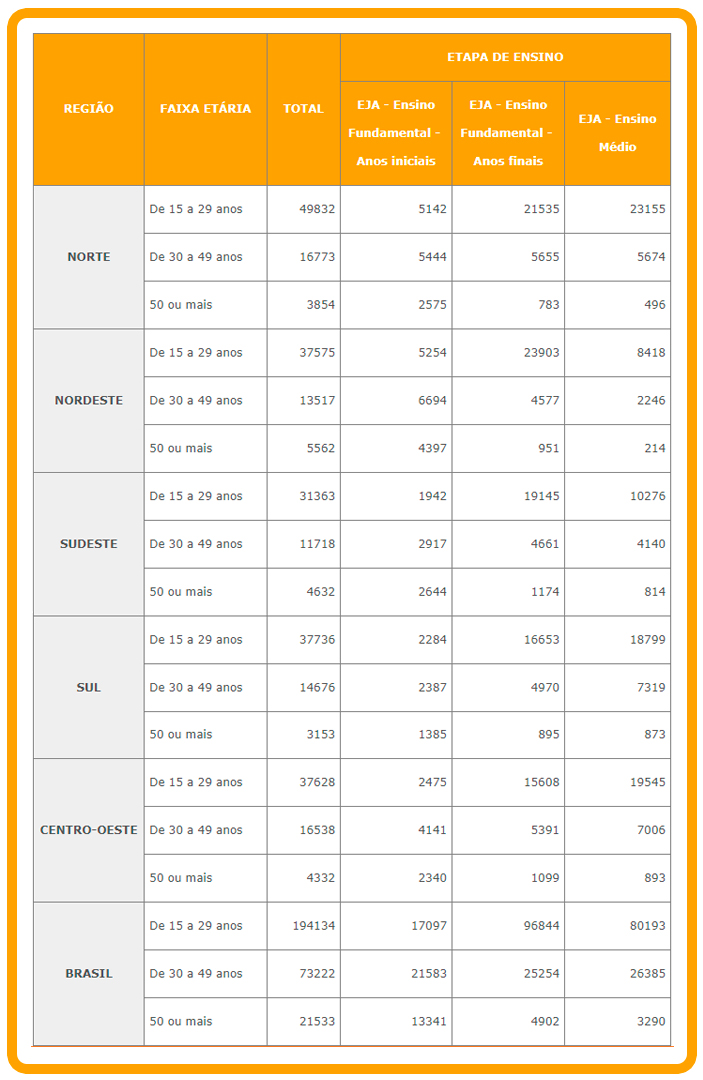 REGIÃO FAIXA ETÁRIA TOTAL ETAPA DE ENSINO
EJA - Ensino Fundamental - Anos iniciais EJA - Ensino Fundamental - Anos finais EJA - Ensino Médio
NORTE De 15 a 29 anos 49832 5142 21535 23155
De 30 a 49 anos 16773 5444 5655 5674
50 ou mais 3854 2575 783 496
NORDESTE De 15 a 29 anos 37575 5254 23903 8418
De 30 a 49 anos 13517 6694 4577 2246
50 ou mais 5562 4397 951 214
SUDESTE De 15 a 29 anos 31363 1942 19145 10276
De 30 a 49 anos 11718 2917 4661 4140
50 ou mais 4632 2644 1174 814
SUL De 15 a 29 anos 37736 2284 16653 18799
De 30 a 49 anos 14676 2387 4970 7319
50 ou mais 3153 1385 895 873
CENTRO-OESTE De 15 a 29 anos 37628 2475 15608 19545
De 30 a 49 anos 16538 4141 5391 7006
50 ou mais 4332 2340 1099 893
BRASIL De 15 a 29 anos 194134 17097 96844 80193
De 30 a 49 anos 73222 21583 25254 26385
50 ou mais 21533 13341 4902 3290